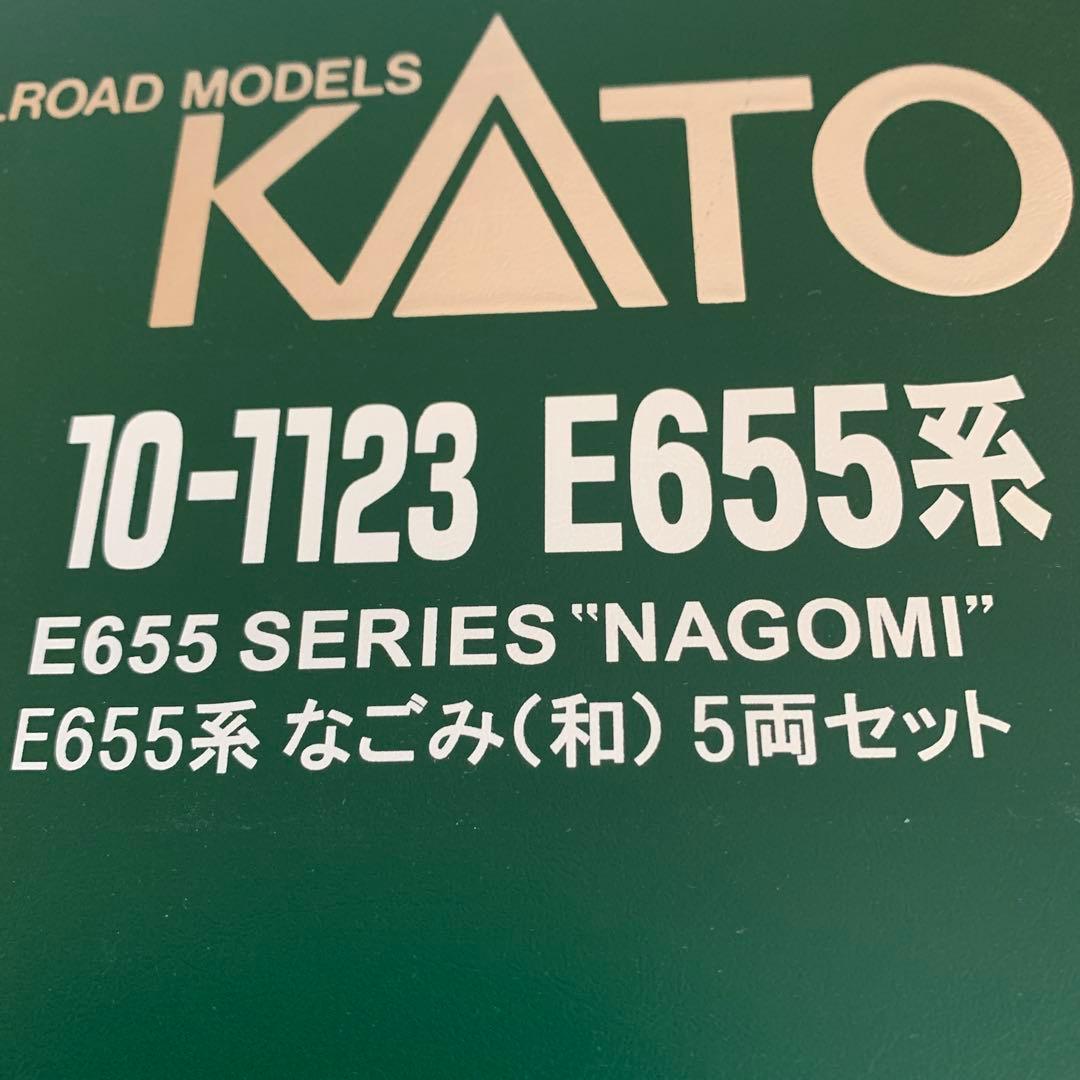 ROAD MODELS
KATO
10-1123 E655系
E655 SERIES "NAGOMI"
E655系 なごみ(和) 5両セット